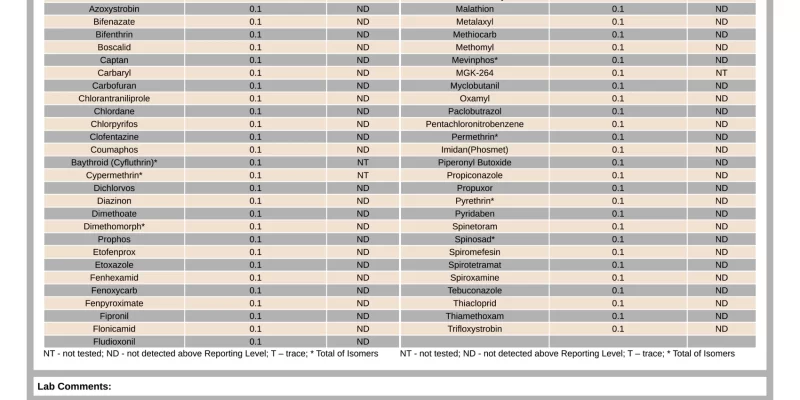 Azoxystrobin 0.1 ND Malathion 0.1 ND
Bifenazate 0.1 ND Metalaxyl 0.1 ND
Bifenthrin 0.1 ND Methiocarb 0.1 ND
Boscalid 0.1 ND Methomyl 0.1 ND
Captan 0.1 ND Mevinphos* 0.1 ND
Carbaryl 0.1 ND MGK-264 0.1 NT
Carbofuran 0.1 ND Myclobutanil 0.1 ND
Chlorantraniliprole 0.1 ND Oxamyl 0.1 ND
Chlordane 0.1 ND Paclobutrazol 0.1 ND
Chlorpyrifos 0.1 ND Pentachloronitrobenzene 0.1 ND
Clofentazine 0.1 ND Permethrin* 0.1 ND
Coumaphos 0.1 ND Imidan(Phosmet) 0.1 ND
Baythroid (Cyfluthrin)* 0.1 NT Piperonyl Butoxide 0.1 ND
Cypermethrin* 0.1 NT Propiconazole 0.1 ND
Dichlorvos 0.1 ND Propuxor 0.1 ND
Diazinon 0.1 ND Pyrethrin* 0.1 ND
Dimethoate 0.1 ND Pyridaben 0.1 ND
Dimethomorph* 0.1 ND Spinetoram 0.1 ND
Prophos 0.1 ND Spinosad* 0.1 ND
Etofenprox 0.1 ND Spiromefesin 0.1 ND
Etoxazole 0.1 ND Spirotetramat 0.1 ND
Fenhexamid 0.1 ND Spiroxamine 0.1 ND
Fenoxycarb 0.1 ND Tebuconazole 0.1 ND
Fenpyroximate 0.1 ND Thiacloprid 0.1 ND
Fipronil 0.1 ND Thiamethoxam 0.1 ND
Flonicamid 0.1 ND Trifloxystrobin 0.1 ND
Fludioxonil 0.1 ND
NT - not tested; ND - not detected above Reporting Level; T – trace; * Total of Isomers NT - not tested; ND - not detected above Reporting Level; T – trace; * Total of Isomers
Lab Comments: